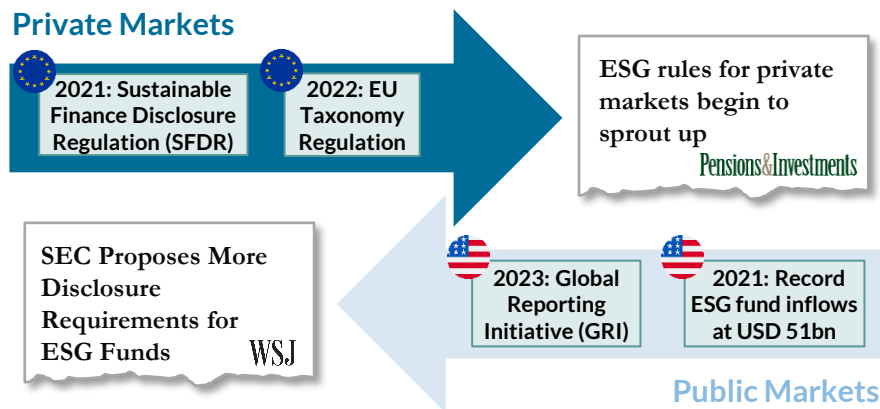 Private Markets
2021: Sustainable
Finance Disclosure
Regulation (SFDR)
2022: EU
Taxonomy
Regulation
ESG rules for private
markets begin to
sprout up
Pensions&Investments
SEC Proposes More
Disclosure
Requirements for
ESG Funds
WSJ
2023: Global
Reporting
Initiative (GRI)
2021: Record
ESG fund inflows
at USD 51bn
Public Markets